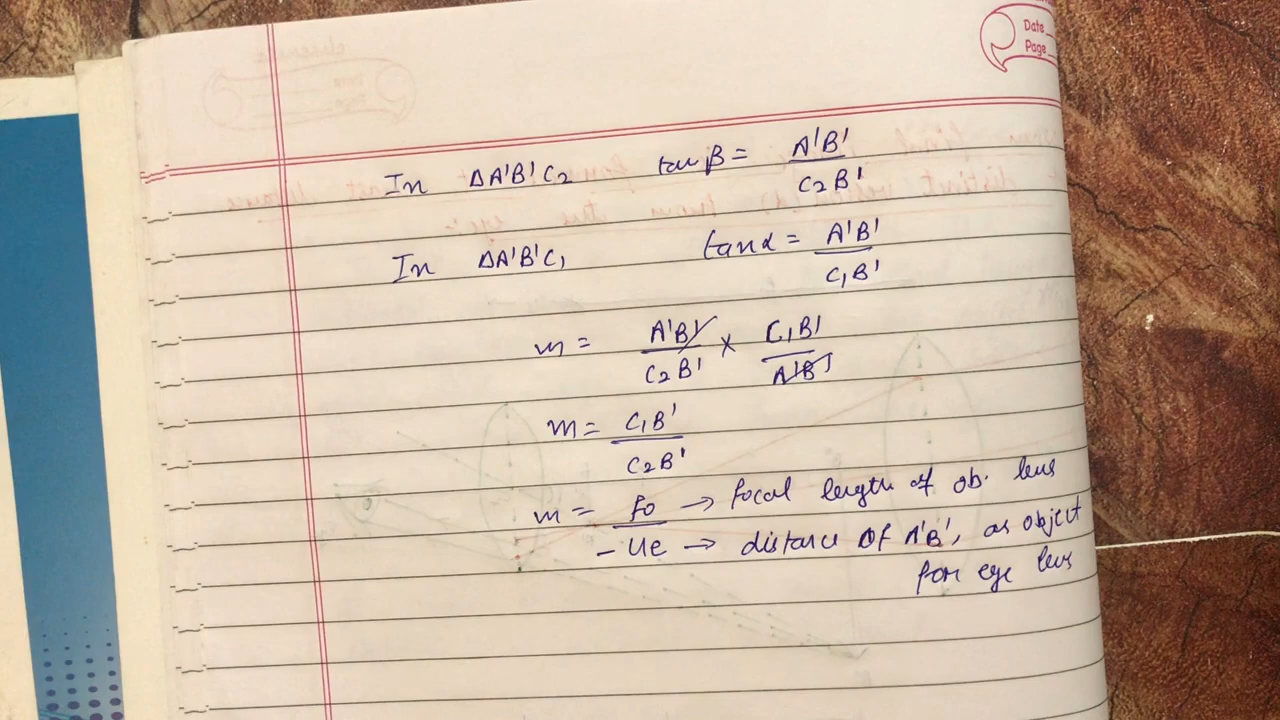 Date
Page
In ΔA'B'C2 tan β = A'B' / C2B'
In ΔA'B'C1 tan α = A'B' / C1B'
m = A'B' / C2B' × C1B' / A'B'
m = C1B' / C2B'
m = fo → focal length of ob. lens
-Ue → distance of A'B', as object
for eye lens